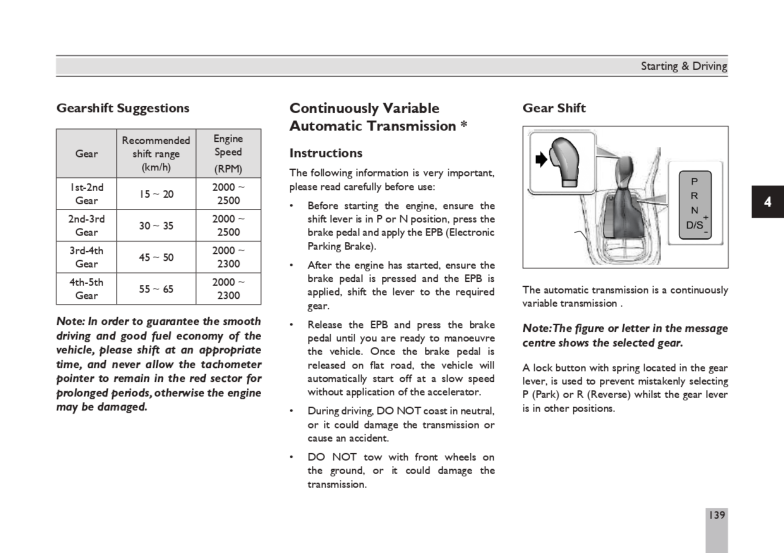 Starting & Driving
Gearshift Suggestions
Gear
Recommended
shift range
(km/h)
Engine
Speed
(RPM)
1st-2nd
Gear
15 ~ 20
2000 ~
2500
2nd-3rd
Gear
30 ~ 35
2000 ~
2500
3rd-4th
Gear
45 ~ 50
2000 ~
2300
4th-5th
Gear
55 ~ 65
2000 ~
2300
Note: In order to guarantee the smooth
driving and good fuel economy of the
vehicle, please shift at an appropriate
time, and never allow the tachometer
pointer to remain in the red sector for
prolonged periods, otherwise the engine
may be damaged.
Continuously Variable
Automatic Transmission *
Instructions
The following information is very important,
please read carefully before use:
• Before starting the engine, ensure the
shift lever is in P or N position, press the
brake pedal and apply the EPB (Electronic
Parking Brake).
• After the engine has started, ensure the
brake pedal is pressed and the EPB is
applied, shift the lever to the required
gear.
• Release the EPB and press the brake
pedal until you are ready to manoeuvre
the vehicle. Once the brake pedal is
released on flat road, the vehicle will
automatically start off at a slow speed
without application of the accelerator.
• During driving, DO NOT coast in neutral,
or it could damage the transmission or
cause an accident.
• DO NOT tow with front wheels on
the ground, or it could damage the
transmission.
Gear Shift
P
R
N
D/S
+
−
The automatic transmission is a continuously
variable transmission .
Note: The figure or letter in the message
centre shows the selected gear.
A lock button with spring located in the gear
lever, is used to prevent mistakenly selecting
P (Park) or R (Reverse) whilst the gear lever
is in other positions.
4
139